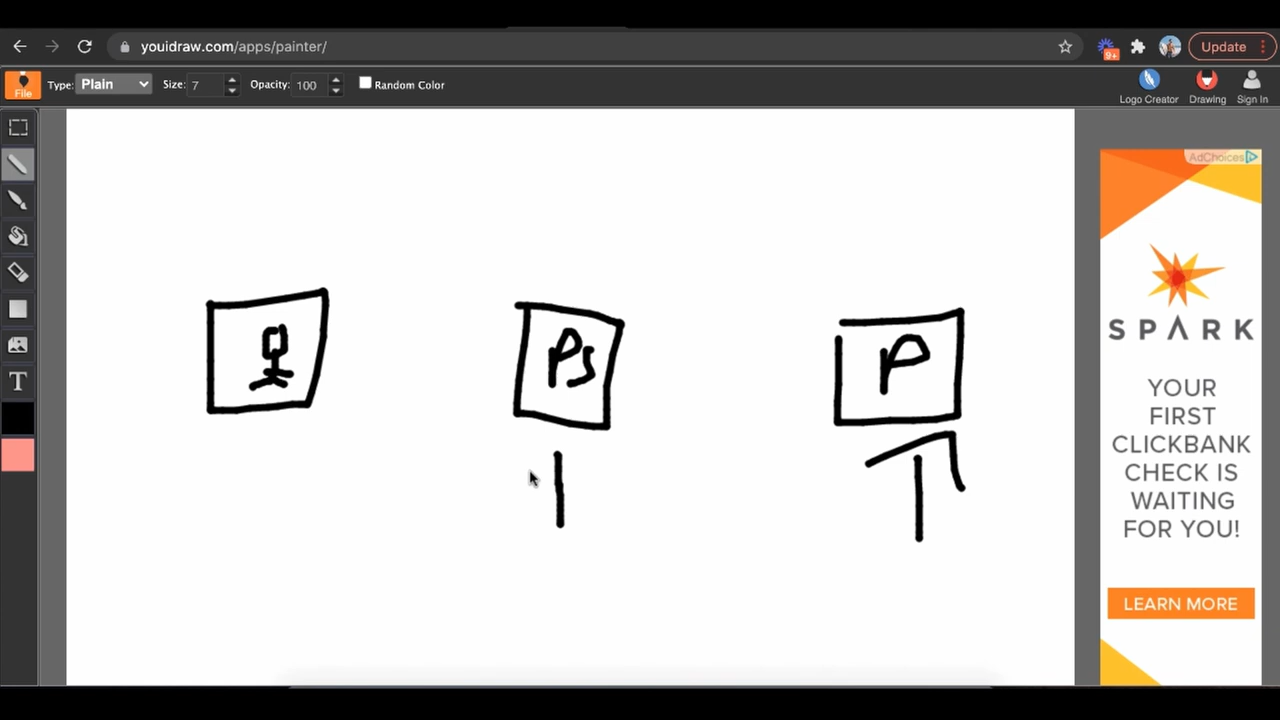 youidraw.com/apps/painter/
9+
Update
File
Type: Plain
Size: 7
Opacity: 100
Random Color
Logo Creator
Drawing
Sign In
T
Ps
P
AdChoices
SPARK
YOUR
FIRST
CLICKBANK
CHECK IS
WAITING
FOR YOU!
LEARN MORE